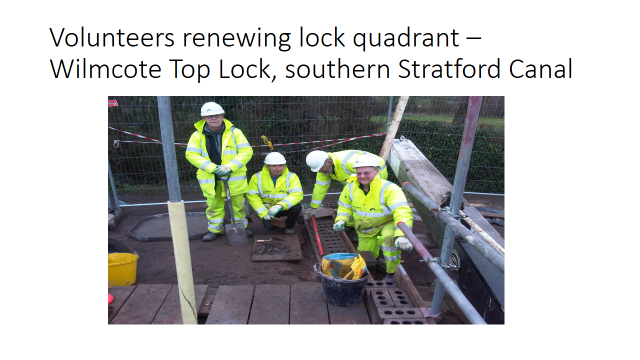 Volunteers renewing lock quadrant –
Wilmcote Top Lock, southern Stratford Canal